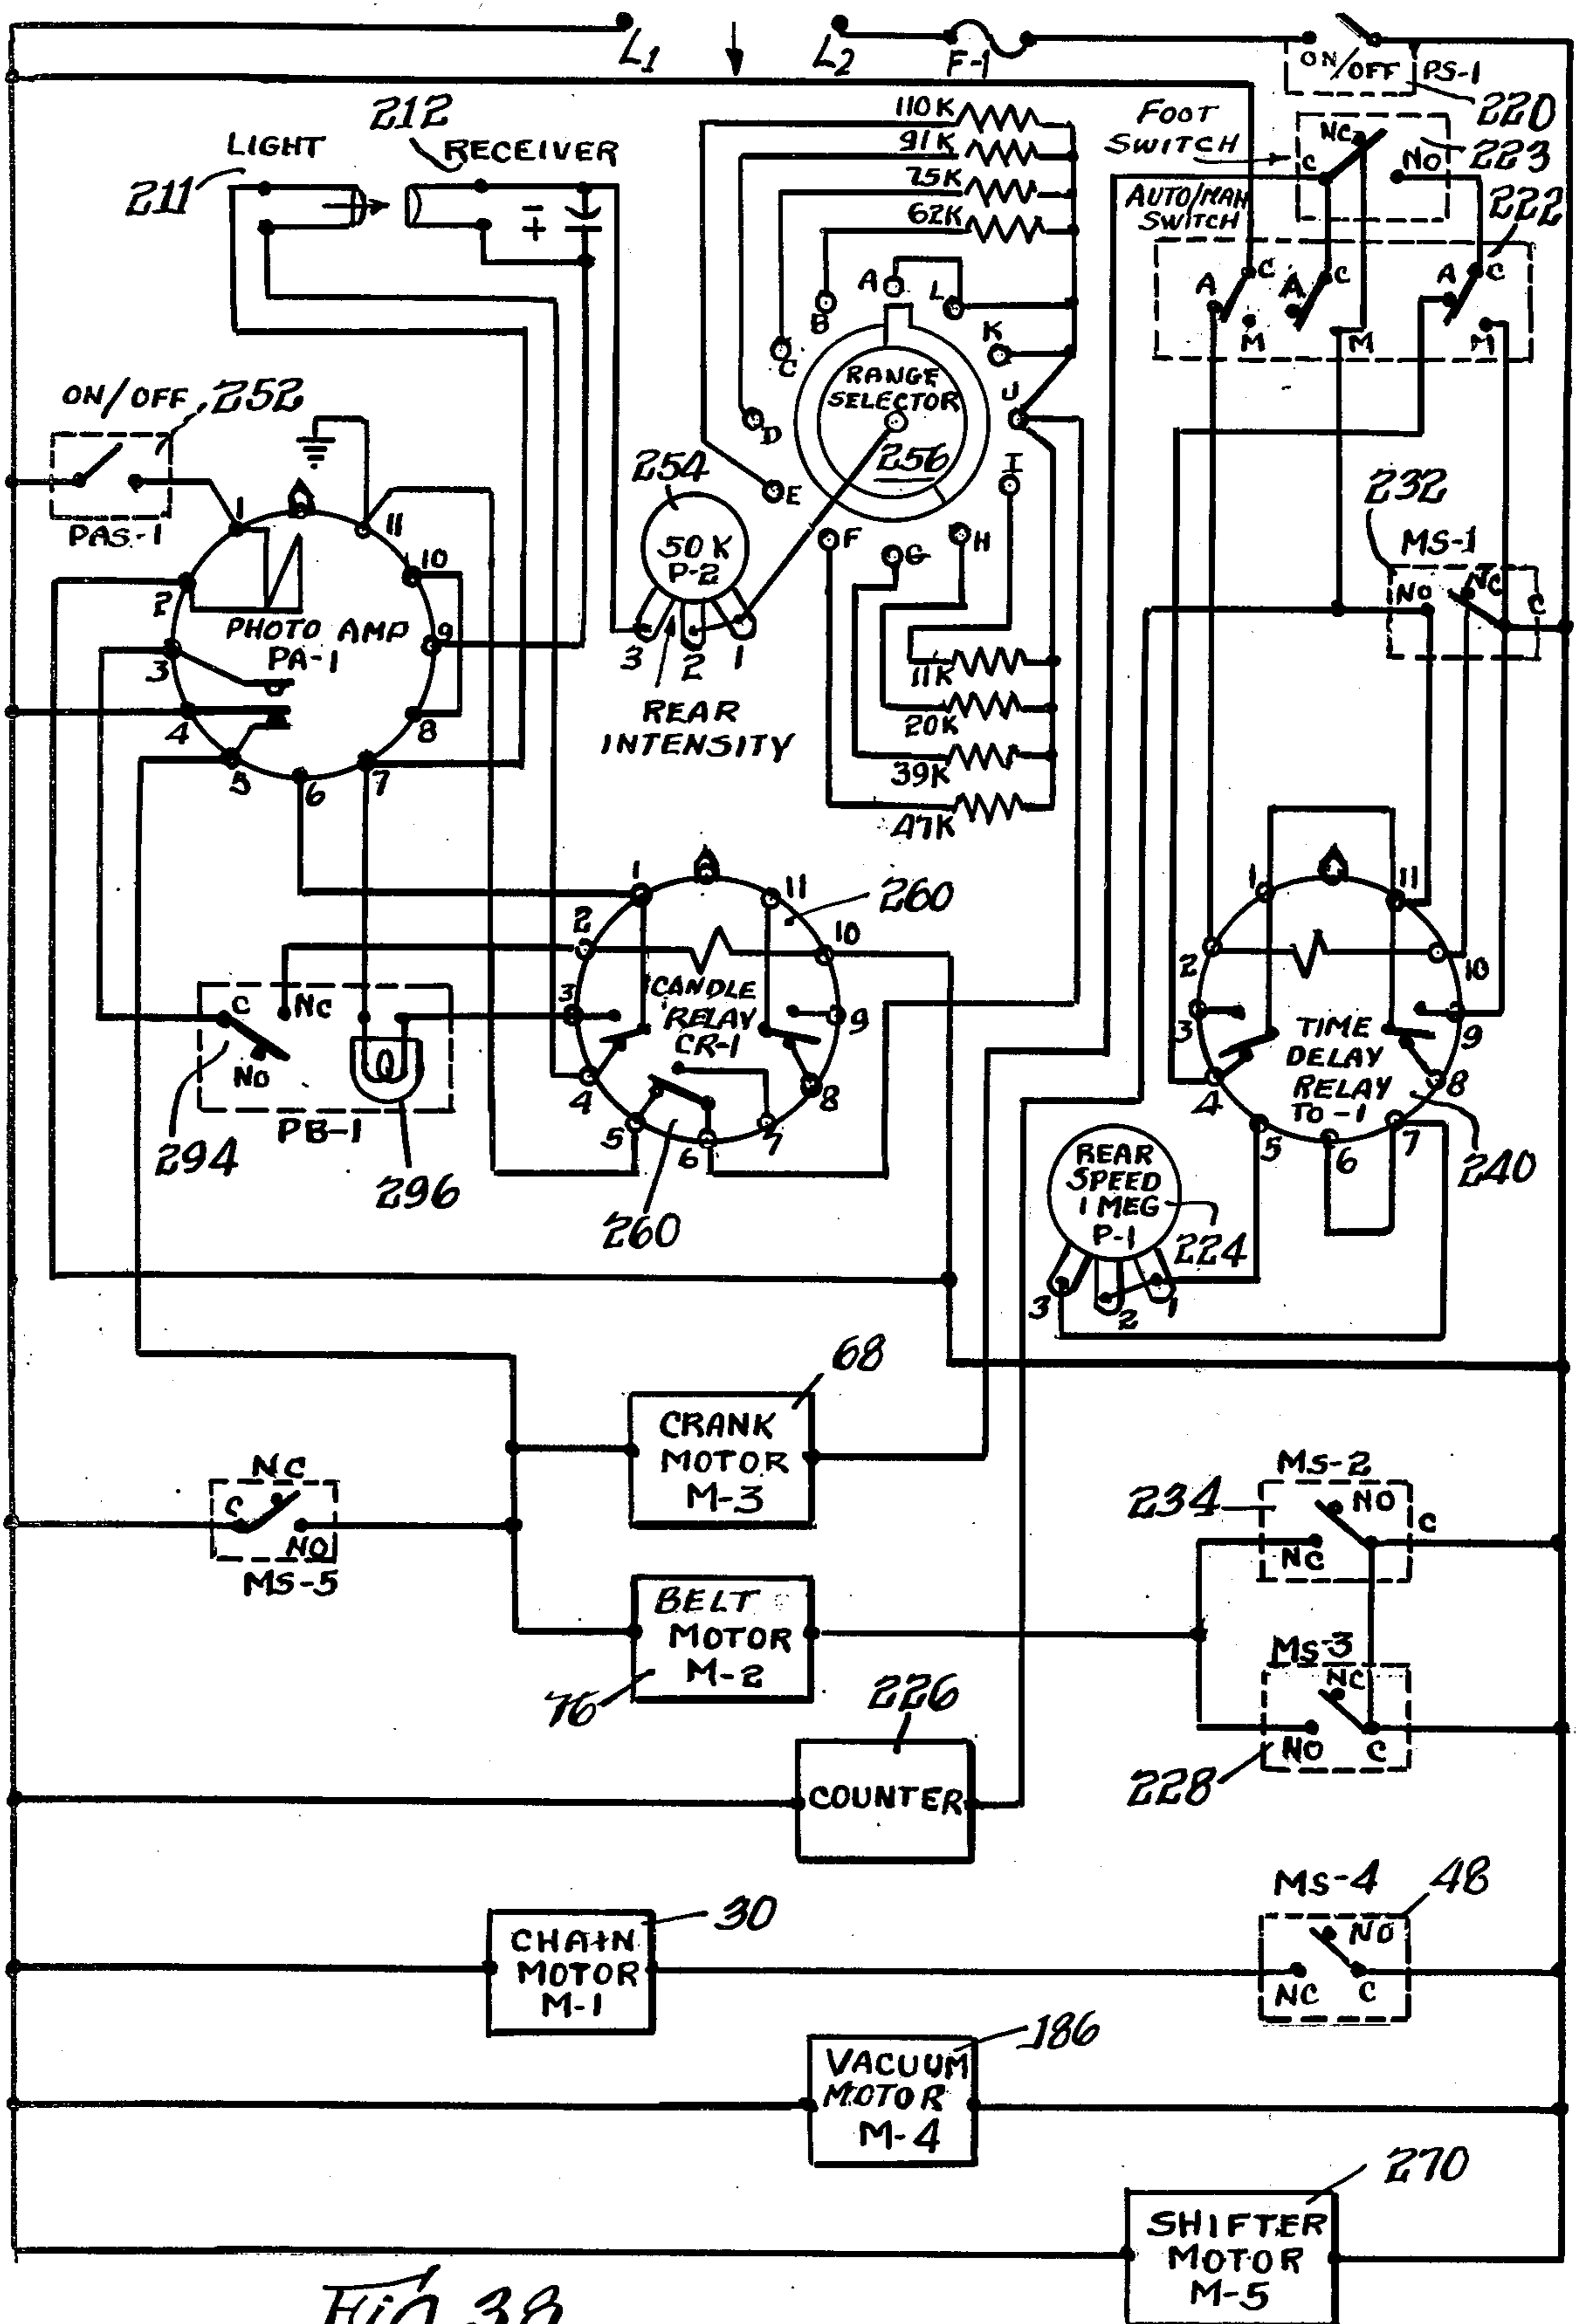 L1
L2
F-1
ON/OFF
PS-1
220
FOOT
SWITCH
NC
NO
C
223
AUTO/MAN
SWITCH
222
A
C
M
A
C
M
A
C
M
LIGHT
211
212
RECEIVER
-
+
110K
91K
75K
62K
A
B
C
D
E
F
G
H
I
J
K
L
RANGE
SELECTOR
256
254
50 K
P-2
3
2
1
REAR
INTENSITY
11K
20K
39K
47K
ON/OFF
252
PAS-1
1
2
3
4
5
6
7
8
9
10
11
PHOTO AMP
PA-1
232
MS-1
NO
NC
C
1
2
3
4
5
6
7
8
9
10
11
260
CANDLE
RELAY
CR-1
260
C
NC
NO
PB-1
294
296
1
2
3
4
5
6
7
8
9
10
11
TIME
DELAY
RELAY
TD-1
240
REAR
SPEED
1 MEG
P-1
224
3
2
1
68
CRANK
MOTOR
M-3
NC
C
NO
MS-5
BELT
MOTOR
M-2
76
MS-2
234
NO
C
NC
MS-3
NC
NO
C
228
226
COUNTER
MS-4
48
NO
NC
C
30
CHAIN
MOTOR
M-1
186
VACUUM
MOTOR
M-4
270
SHIFTER
MOTOR
M-5
Fig. 38